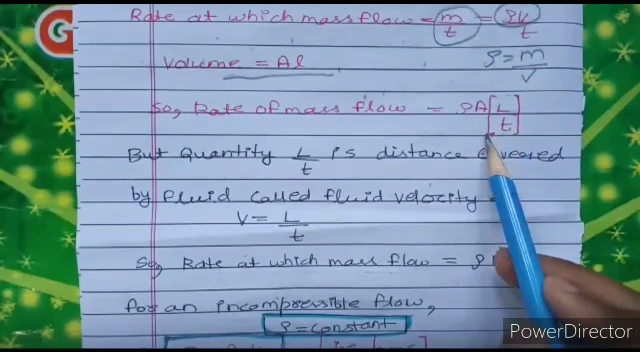 G
Rate at which mass flow = m/t = ρV/t
Volume = Al
ρ = m/V
So, Rate of mass flow = ρA[L/t]
But Quantity L/t is distance covered
by fluid called fluid velocity.
V = L/t
So, Rate at which mass flow = ρ
for an incompressible flow,
ρ = constant
PowerDirector